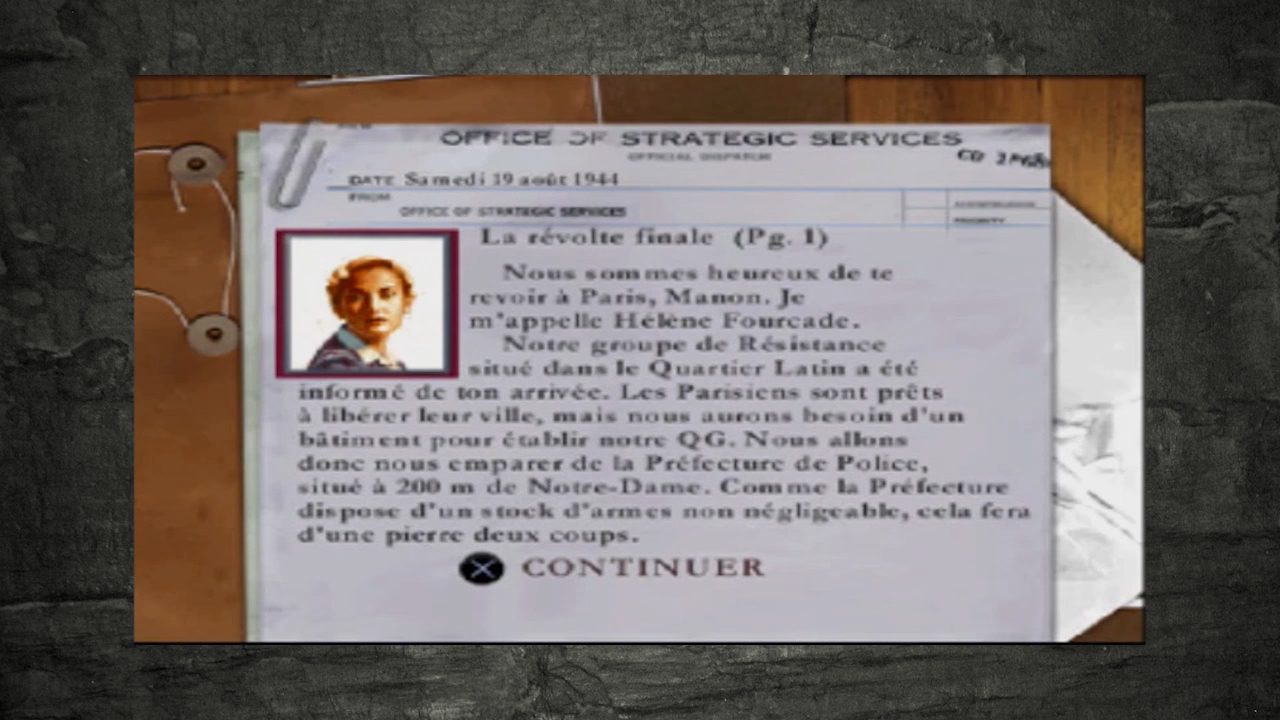 OFFICE OF STRATEGIC SERVICES
OFFICIAL DISPATCH
DATE Samedi 19 août 1944
FROM
OFFICE OF STRATEGIC SERVICES
PRIORITY
La révolte finale (Pg. 1)
Nous sommes heureux de te
revoir à Paris, Manon. Je
m'appelle Hélène Fourcade.
Notre groupe de Résistance
situé dans le Quartier Latin a été
informé de ton arrivée. Les Parisiens sont prêts
à libérer leur ville, mais nous aurons besoin d'un
bâtiment pour établir notre QG. Nous allons
donc nous emparer de la Préfecture de Police,
situé à 200 m de Notre-Dame. Comme la Préfecture
dispose d'un stock d'armes non négligeable, cela fera
d'une pierre deux coups.
CONTINUER